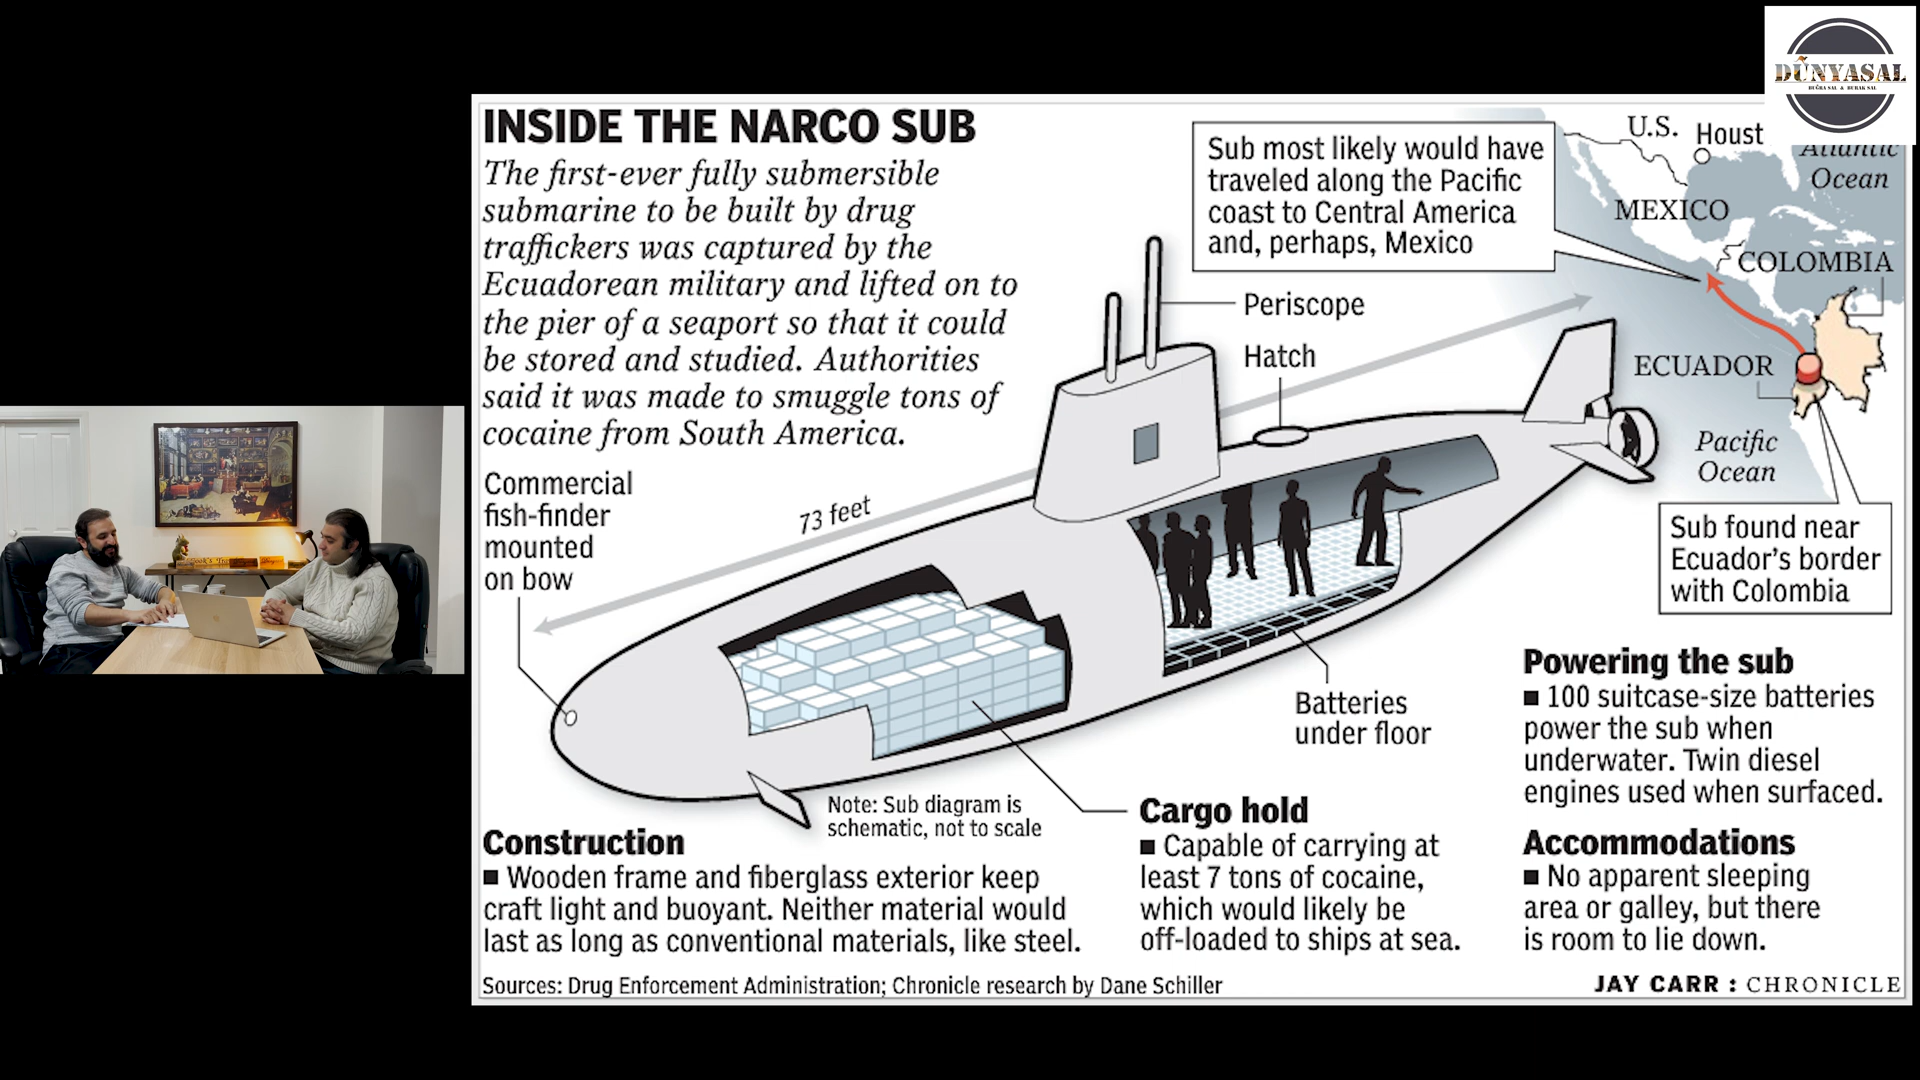 DÜNYASAL
BUĞRA SAL & BURAK SAL
INSIDE THE NARCO SUB
The first-ever fully submersible
submarine to be built by drug
traffickers was captured by the
Ecuadorean military and lifted on to
the pier of a seaport so that it could
be stored and studied. Authorities
said it was made to smuggle tons of
cocaine from South America.
Commercial
fish-finder
mounted
on bow
73 feet
Periscope
Hatch
Sub most likely would have
traveled along the Pacific
coast to Central America
and, perhaps, Mexico
U.S.
Houst
Atlantic
Ocean
MEXICO
COLOMBIA
ECUADOR
Pacific
Ocean
Sub found near
Ecuador's border
with Colombia
Batteries
under floor
Note: Sub diagram is
schematic, not to scale
Construction
■ Wooden frame and fiberglass exterior keep
craft light and buoyant. Neither material would
last as long as conventional materials, like steel.
Cargo hold
■ Capable of carrying at
least 7 tons of cocaine,
which would likely be
off-loaded to ships at sea.
Powering the sub
■ 100 suitcase-size batteries
power the sub when
underwater. Twin diesel
engines used when surfaced.
Accommodations
■ No apparent sleeping
area or galley, but there
is room to lie down.
Sources: Drug Enforcement Administration; Chronicle research by Dane Schiller
JAY CARR : CHRONICLE